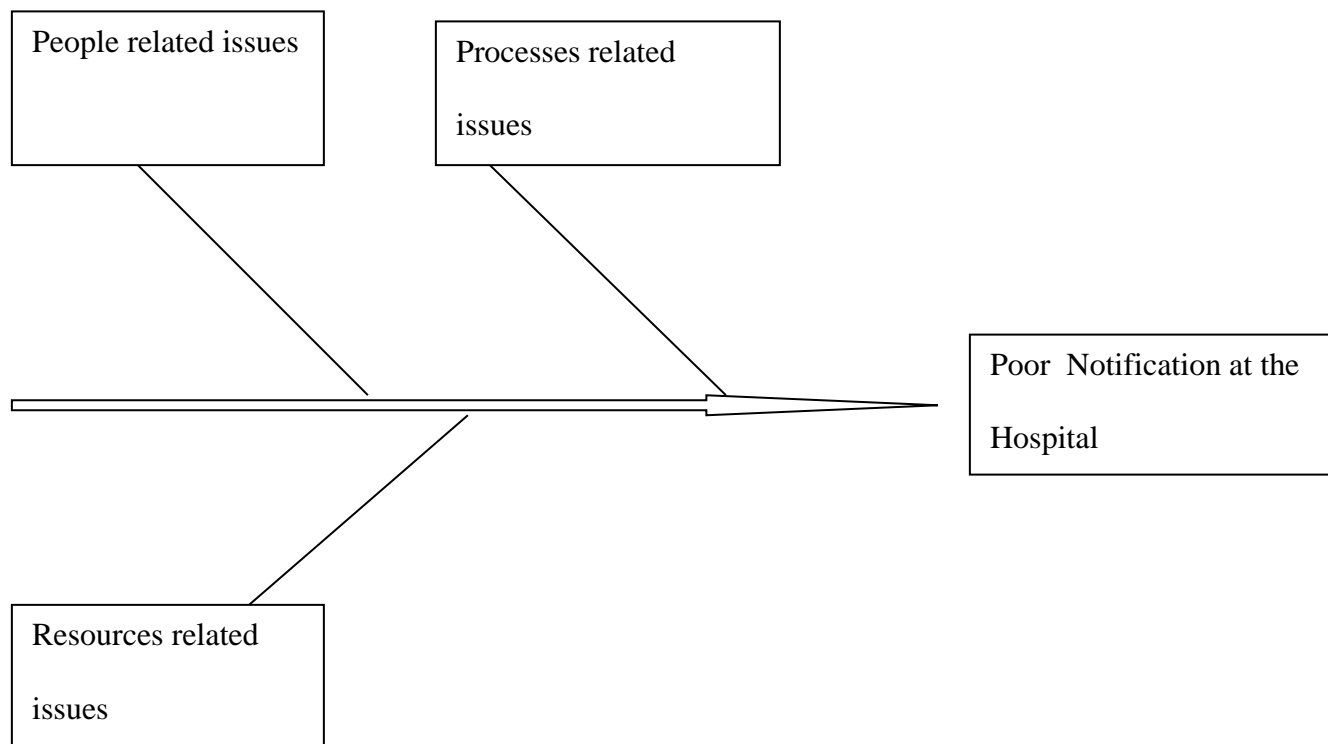 People related issues
Processes related
issues
Poor  Notification at the
Hospital
Resources related
issues